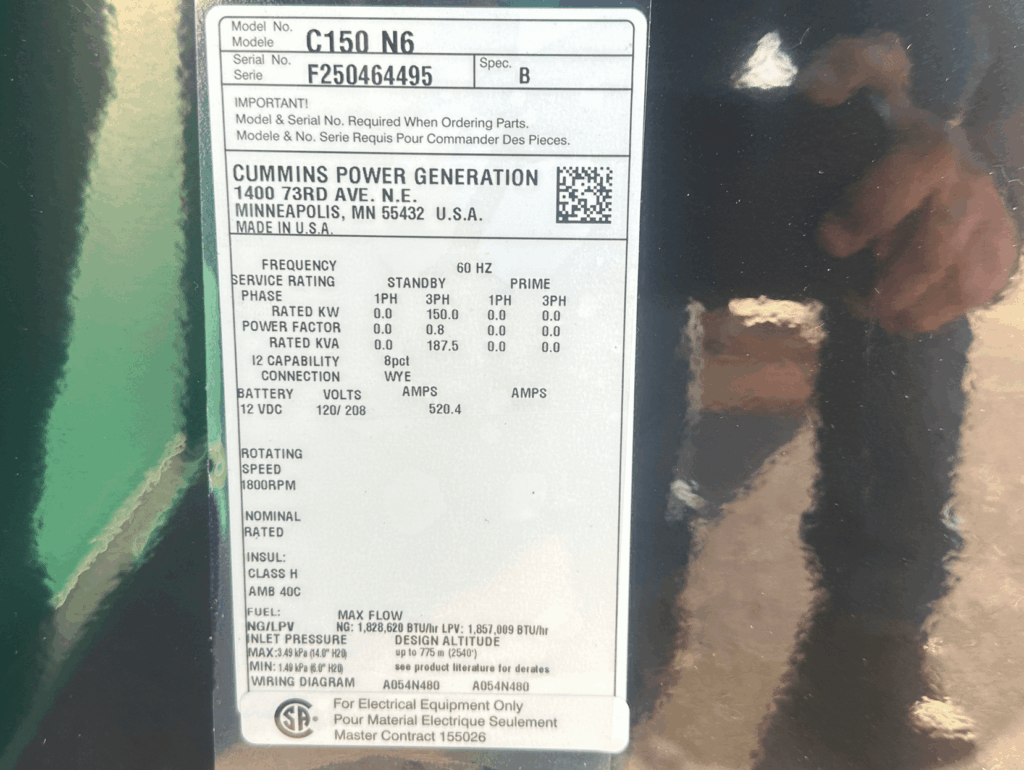 Model No.
Modele C150 N6
Serial No.
Serie F250464495 Spec. B
IMPORTANT!
Model & Serial No. Required When Ordering Parts.
Modele & No. Serie Requis Pour Commander Des Pieces.
CUMMINS POWER GENERATION
1400 73RD AVE. N.E.
MINNEAPOLIS, MN 55432 U.S.A.
MADE IN U.S.A.
FREQUENCY 60 HZ
SERVICE RATING STANDBY PRIME
PHASE 1PH 3PH 1PH 3PH
RATED KW 0.0 150.0 0.0 0.0
POWER FACTOR 0.0 0.8 0.0 0.0
RATED KVA 0.0 187.5 0.0 0.0
I2 CAPABILITY 8pct
CONNECTION WYE
BATTERY VOLTS AMPS AMPS
12 VDC 120/ 208 520.4
ROTATING
SPEED
1800RPM
NOMINAL
RATED
INSUL:
CLASS H
AMB 40C
FUEL: MAX FLOW
NG/LPV NG: 1,828,620 BTU/hr LPV: 1,857,009 BTU/hr
INLET PRESSURE DESIGN ALTITUDE
MAX:3.49 kPa (14.0" H20) up to 775 m (2540')
MIN: 1.49 kPa (6.0" H20) see product literature for derates
WIRING DIAGRAM A054N480 A054N480
SA
For Electrical Equipment Only
Pour Material Electrique Seulement
Master Contract 155026